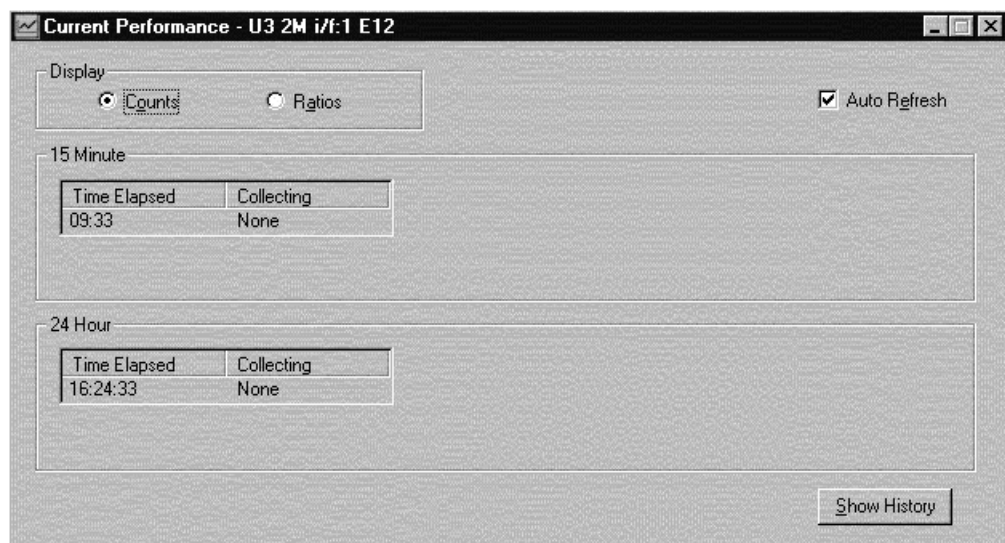 Current Performance - U3 2M i/f:1 E12
Display
Counts Ratios
Auto Refresh
15 Minute
Time Elapsed Collecting
09:33 None
24 Hour
Time Elapsed Collecting
16:24:33 None
Show History